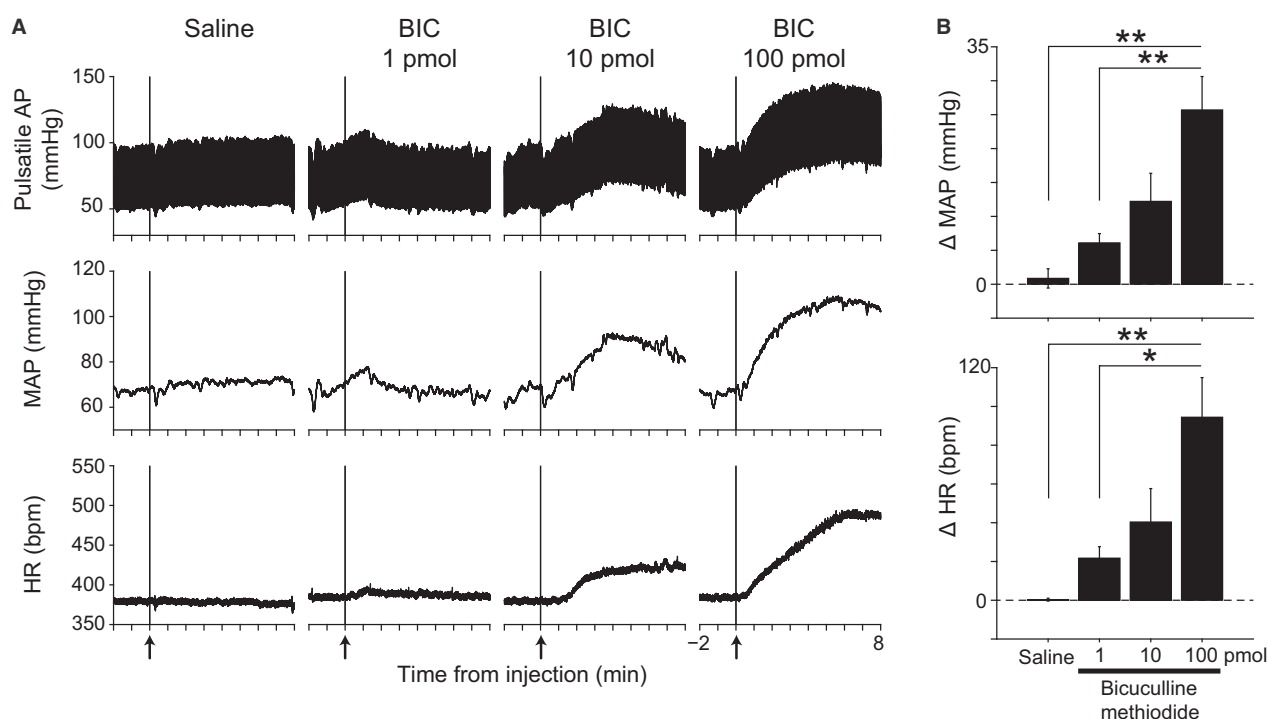 A
Saline
BIC
1 pmol
BIC
10 pmol
BIC
100 pmol
Pulsatile AP
(mmHg)
150
100
50
MAP (mmHg)
120
100
80
60
HR (bpm)
550
500
450
400
350
−2
8
Time from injection (min)
B
Δ MAP (mmHg)
35
0
**
**
Δ HR (bpm)
120
0
**
*
Saline
1
10
100 pmol
Bicuculline
methiodide